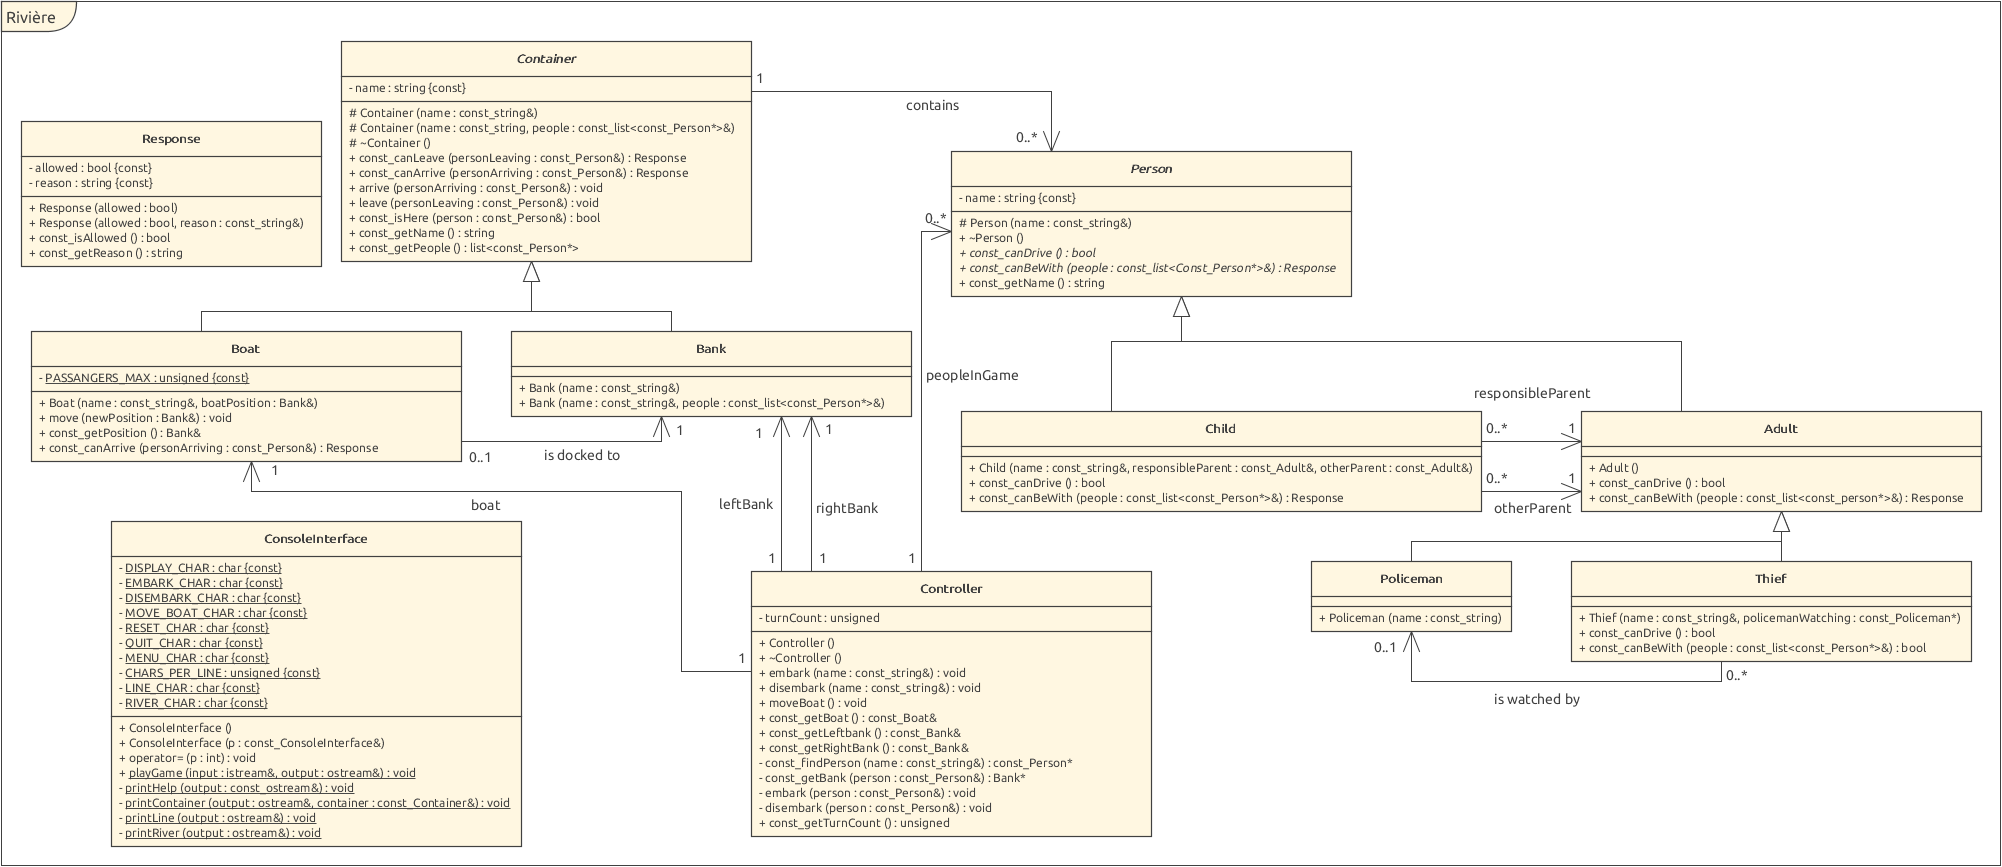 Rivière
Container
- name : string {const}
# Container (name : const_string&)
# Container (name : const_string, people : const_list<const_Person*>&)
# ~Container ()
+ const_canLeave (personLeaving : const_Person&) : Response
+ const_canArrive (personArriving : const_Person&) : Response
+ arrive (personArriving : const_Person&) : void
+ leave (personLeaving : const_Person&) : void
+ const_isHere (person : const_Person&) : bool
+ const_getName () : string
+ const_getPeople () : list<const_Person*>
1
contains
0..*
Response
- allowed : bool {const}
- reason : string {const}
+ Response (allowed : bool)
+ Response (allowed : bool, reason : const_string&)
+ const_isAllowed () : bool
+ const_getReason () : string
Person
- name : string {const}
# Person (name : const_string&)
+ ~Person ()
+ const_canDrive () : bool
+ const_canBeWith (people : const_list<Const_Person*>&) : Response
+ const_getName () : string
0..*
peopleInGame
1
Boat
- PASSANGERS_MAX : unsigned {const}
+ Boat (name : const_string&, boatPosition : Bank&)
+ move (newPosition : Bank&) : void
+ const_getPosition () : Bank&
+ const_canArrive (personArriving : const_Person&) : Response
Bank
+ Bank (name : const_string&)
+ Bank (name : const_string&, people : const_list<const_Person*>&)
0..1
is docked to
1
1
boat
1
1
leftBank
1
1
rightBank
1
Child
+ Child (name : const_string&, responsibleParent : const_Adult&, otherParent : const_Adult&)
+ const_canDrive () : bool
+ const_canBeWith (people : const_list<const_Person*>&) : Response
responsibleParent
0..*
1
0..*
1
otherParent
Adult
+ Adult ()
+ const_canDrive () : bool
+ const_canBeWith (people : const_list<const_person*>&) : Response
ConsoleInterface
- DISPLAY_CHAR : char {const}
- EMBARK_CHAR : char {const}
- DISEMBARK_CHAR : char {const}
- MOVE_BOAT_CHAR : char {const}
- RESET_CHAR : char {const}
- QUIT_CHAR : char {const}
- MENU_CHAR : char {const}
- CHARS_PER_LINE : unsigned {const}
- LINE_CHAR : char {const}
- RIVER_CHAR : char {const}
+ ConsoleInterface ()
+ ConsoleInterface (p : const_ConsoleInterface&)
+ operator= (p : int) : void
+ playGame (input : istream&, output : ostream&) : void
- printHelp (output : const_ostream&) : void
- printContainer (output : ostream&, container : const_Container&) : void
- printLine (output : ostream&) : void
- printRiver (output : ostream&) : void
Controller
- turnCount : unsigned
+ Controller ()
+ ~Controller ()
+ embark (name : const_string&) : void
+ disembark (name : const_string&) : void
+ moveBoat () : void
+ const_getBoat () : const_Boat&
+ const_getLeftbank () : const_Bank&
+ const_getRightBank () : const_Bank&
- const_findPerson (name : const_string&) : const_Person*
- const_getBank (person : const_Person&) : Bank*
- embark (person : const_Person&) : void
- disembark (person : const_Person&) : void
+ const_getTurnCount () : unsigned
Policeman
+ Policeman (name : const_string)
Thief
+ Thief (name : const_string&, policemanWatching : const_Policeman*)
+ const_canDrive () : bool
+ const_canBeWith (people : const_list<const_Person*>&) : bool
0..1
0..*
is watched by